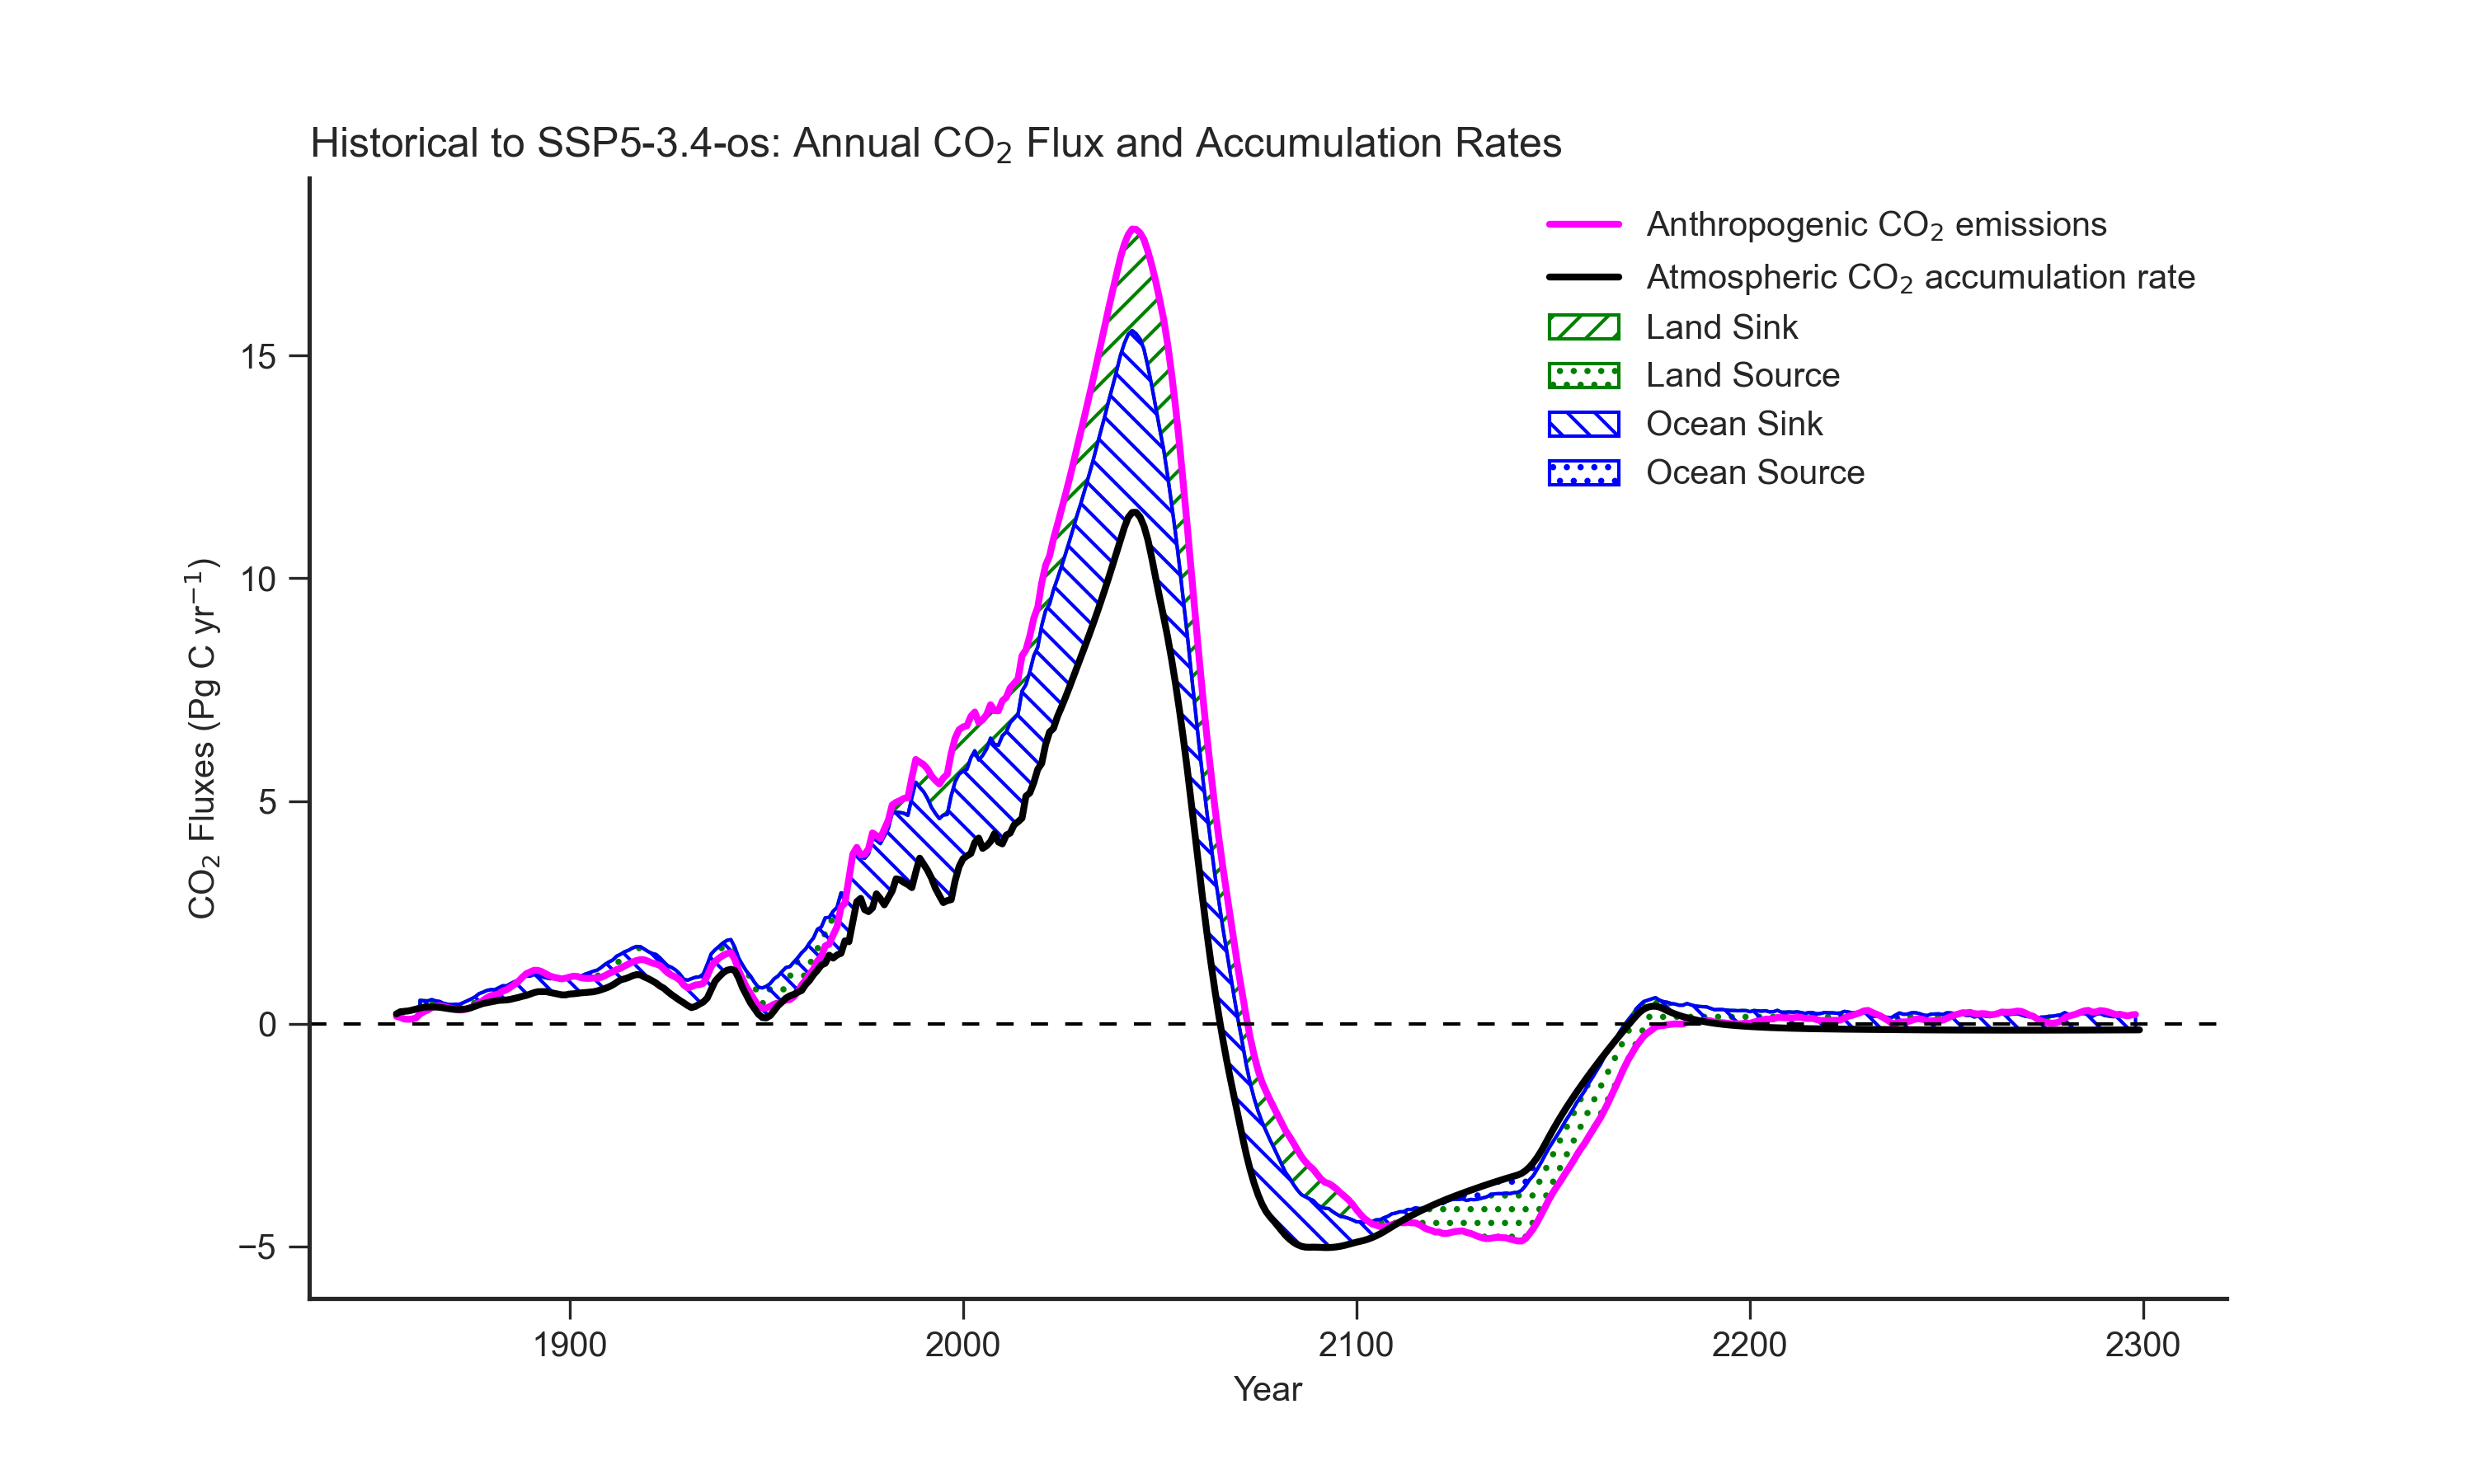 Historical to SSP5-3.4-os: Annual CO₂ Flux and Accumulation Rates
Anthropogenic CO₂ emissions
Atmospheric CO₂ accumulation rate
Land Sink
Land Source
Ocean Sink
Ocean Source
CO₂ Fluxes (Pg C yr⁻¹)
15
10
5
0
−5
1900 2000 2100 2200 2300
Year